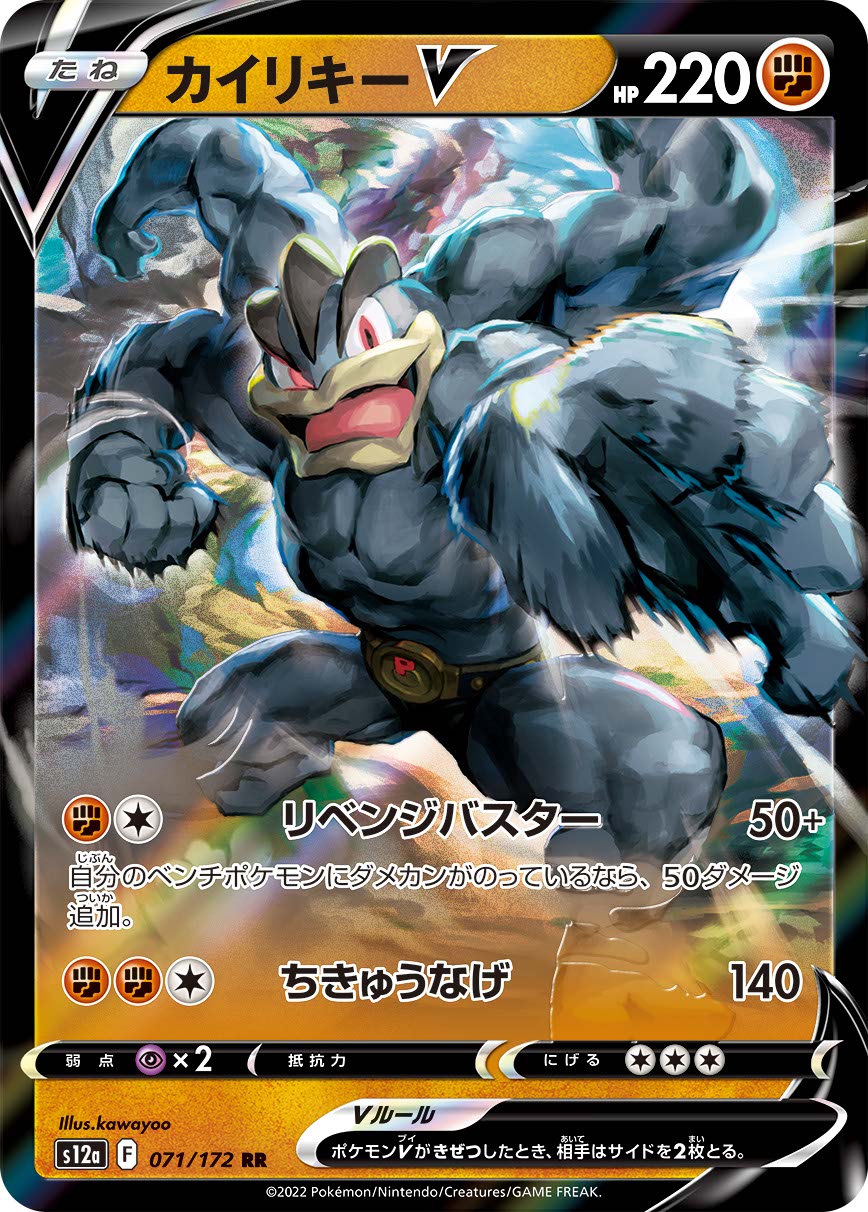 たね カイリキーV HP 220
リベンジバスター 50+
自分のベンチポケモンにダメカンがのっているなら、50ダメージ
追加。
ちきゅうなげ 140
弱点 ×2 抵抗力 にげる
Illus.kawayoo
Vルール
ポケモンVがきぜつしたとき、相手はサイドを2枚とる。
s12a F 071/172 RR
©2022 Pokémon/Nintendo/Creatures/GAME FREAK.